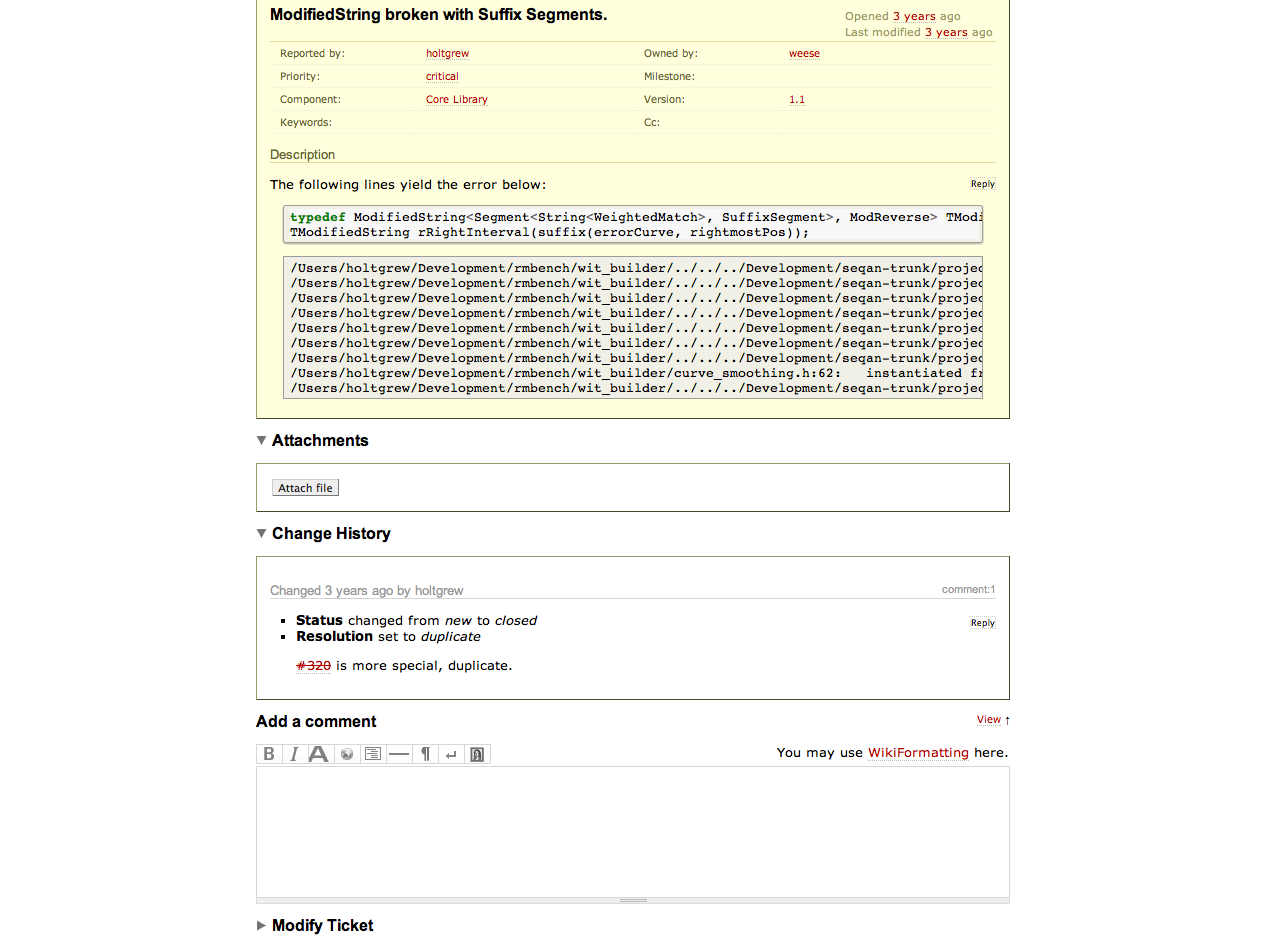 ModifiedString broken with Suffix Segments.
Opened 3 years ago
Last modified 3 years ago
Reported by: holtgrew Owned by: weese
Priority: critical Milestone:
Component: Core Library Version: 1.1
Keywords: Cc:
Description
The following lines yield the error below: Reply
typedef ModifiedString<Segment<String<WeightedMatch>, SuffixSegment>, ModReverse> TModi
TModifiedString rRightInterval(suffix(errorCurve, rightmostPos));
/Users/holtgrew/Development/rmbench/wit_builder/../../../Development/seqan-trunk/projec
/Users/holtgrew/Development/rmbench/wit_builder/../../../Development/seqan-trunk/projec
/Users/holtgrew/Development/rmbench/wit_builder/../../../Development/seqan-trunk/projec
/Users/holtgrew/Development/rmbench/wit_builder/../../../Development/seqan-trunk/projec
/Users/holtgrew/Development/rmbench/wit_builder/../../../Development/seqan-trunk/projec
/Users/holtgrew/Development/rmbench/wit_builder/../../../Development/seqan-trunk/projec
/Users/holtgrew/Development/rmbench/wit_builder/../../../Development/seqan-trunk/projec
/Users/holtgrew/Development/rmbench/wit_builder/curve_smoothing.h:62:   instantiated fr
/Users/holtgrew/Development/rmbench/wit_builder/../../../Development/seqan-trunk/projec
Attachments
Attach file
Change History
Changed 3 years ago by holtgrew comment:1
Status changed from new to closed Reply
Resolution set to duplicate
#320 is more special, duplicate.
Add a comment View ↑
B I A ¶ ↵ You may use WikiFormatting here.
Modify Ticket